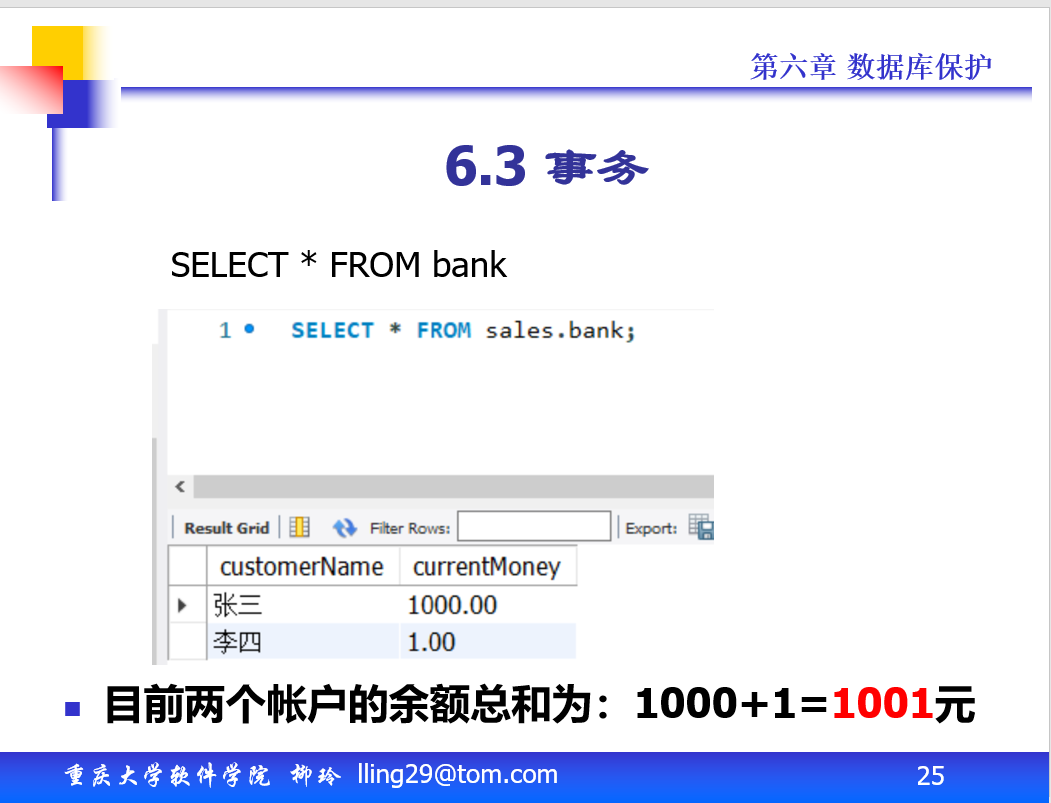 第六章 数据库保护
6.3 事务
SELECT * FROM bank
1 SELECT * FROM sales.bank;
Result Grid Filter Rows: Export:
customerName currentMoney
张三 1000.00
李四 1.00
目前两个帐户的余额总和为：1000+1=1001元
重庆大学软件学院 柳玲 lling29@tom.com 25